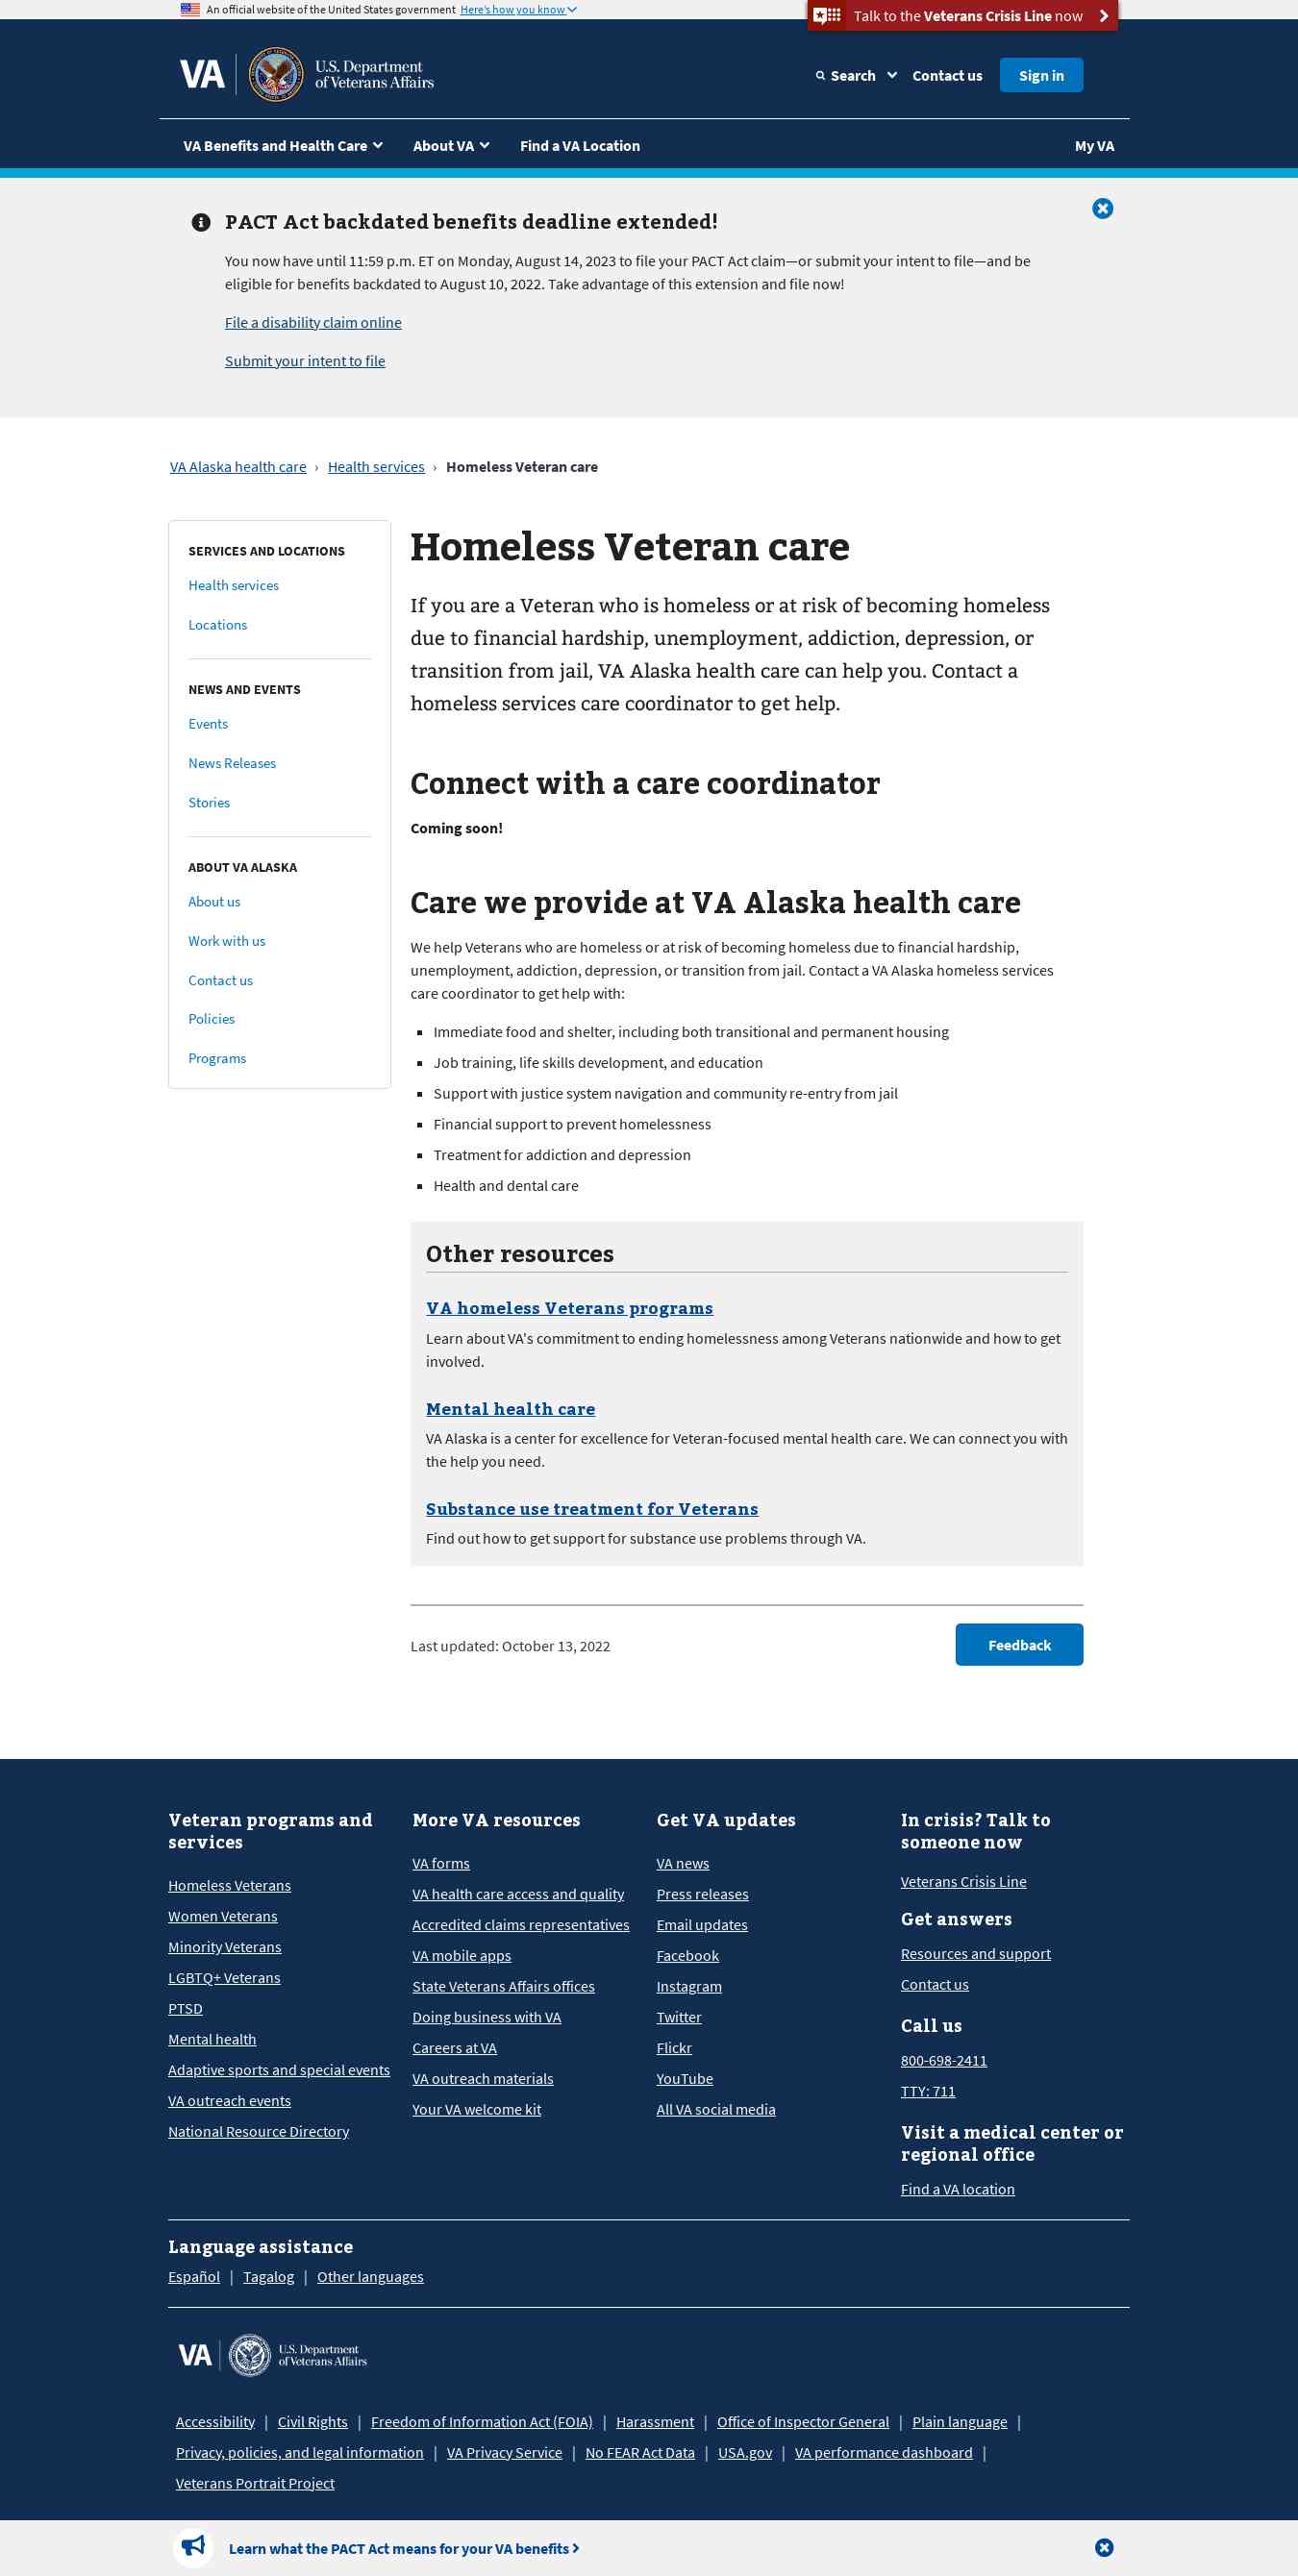 An official website of the United States government Here's how you know
Talk to the Veterans Crisis Line now
VA
U.S. Department
of Veterans Affairs
Search
Contact us
Sign in
VA Benefits and Health Care
About VA
Find a VA Location
My VA
PACT Act backdated benefits deadline extended!
You now have until 11:59 p.m. ET on Monday, August 14, 2023 to file your PACT Act claim—or submit your intent to file—and be
eligible for benefits backdated to August 10, 2022. Take advantage of this extension and file now!
File a disability claim online
Submit your intent to file
VA Alaska health care › Health services › Homeless Veteran care
SERVICES AND LOCATIONS
Health services
Locations
NEWS AND EVENTS
Events
News Releases
Stories
ABOUT VA ALASKA
About us
Work with us
Contact us
Policies
Programs
Homeless Veteran care
If you are a Veteran who is homeless or at risk of becoming homeless
due to financial hardship, unemployment, addiction, depression, or
transition from jail, VA Alaska health care can help you. Contact a
homeless services care coordinator to get help.
Connect with a care coordinator
Coming soon!
Care we provide at VA Alaska health care
We help Veterans who are homeless or at risk of becoming homeless due to financial hardship,
unemployment, addiction, depression, or transition from jail. Contact a VA Alaska homeless services
care coordinator to get help with:
Immediate food and shelter, including both transitional and permanent housing
Job training, life skills development, and education
Support with justice system navigation and community re-entry from jail
Financial support to prevent homelessness
Treatment for addiction and depression
Health and dental care
Other resources
VA homeless Veterans programs
Learn about VA's commitment to ending homelessness among Veterans nationwide and how to get
involved.
Mental health care
VA Alaska is a center for excellence for Veteran-focused mental health care. We can connect you with
the help you need.
Substance use treatment for Veterans
Find out how to get support for substance use problems through VA.
Last updated: October 13, 2022
Feedback
Veteran programs and
services
Homeless Veterans
Women Veterans
Minority Veterans
LGBTQ+ Veterans
PTSD
Mental health
Adaptive sports and special events
VA outreach events
National Resource Directory
More VA resources
VA forms
VA health care access and quality
Accredited claims representatives
VA mobile apps
State Veterans Affairs offices
Doing business with VA
Careers at VA
VA outreach materials
Your VA welcome kit
Get VA updates
VA news
Press releases
Email updates
Facebook
Instagram
Twitter
Flickr
YouTube
All VA social media
In crisis? Talk to
someone now
Veterans Crisis Line
Get answers
Resources and support
Contact us
Call us
800-698-2411
TTY: 711
Visit a medical center or
regional office
Find a VA location
Language assistance
Español | Tagalog | Other languages
VA
U.S. Department
of Veterans Affairs
Accessibility | Civil Rights | Freedom of Information Act (FOIA) | Harassment | Office of Inspector General | Plain language |
Privacy, policies, and legal information | VA Privacy Service | No FEAR Act Data | USA.gov | VA performance dashboard |
Veterans Portrait Project
Learn what the PACT Act means for your VA benefits